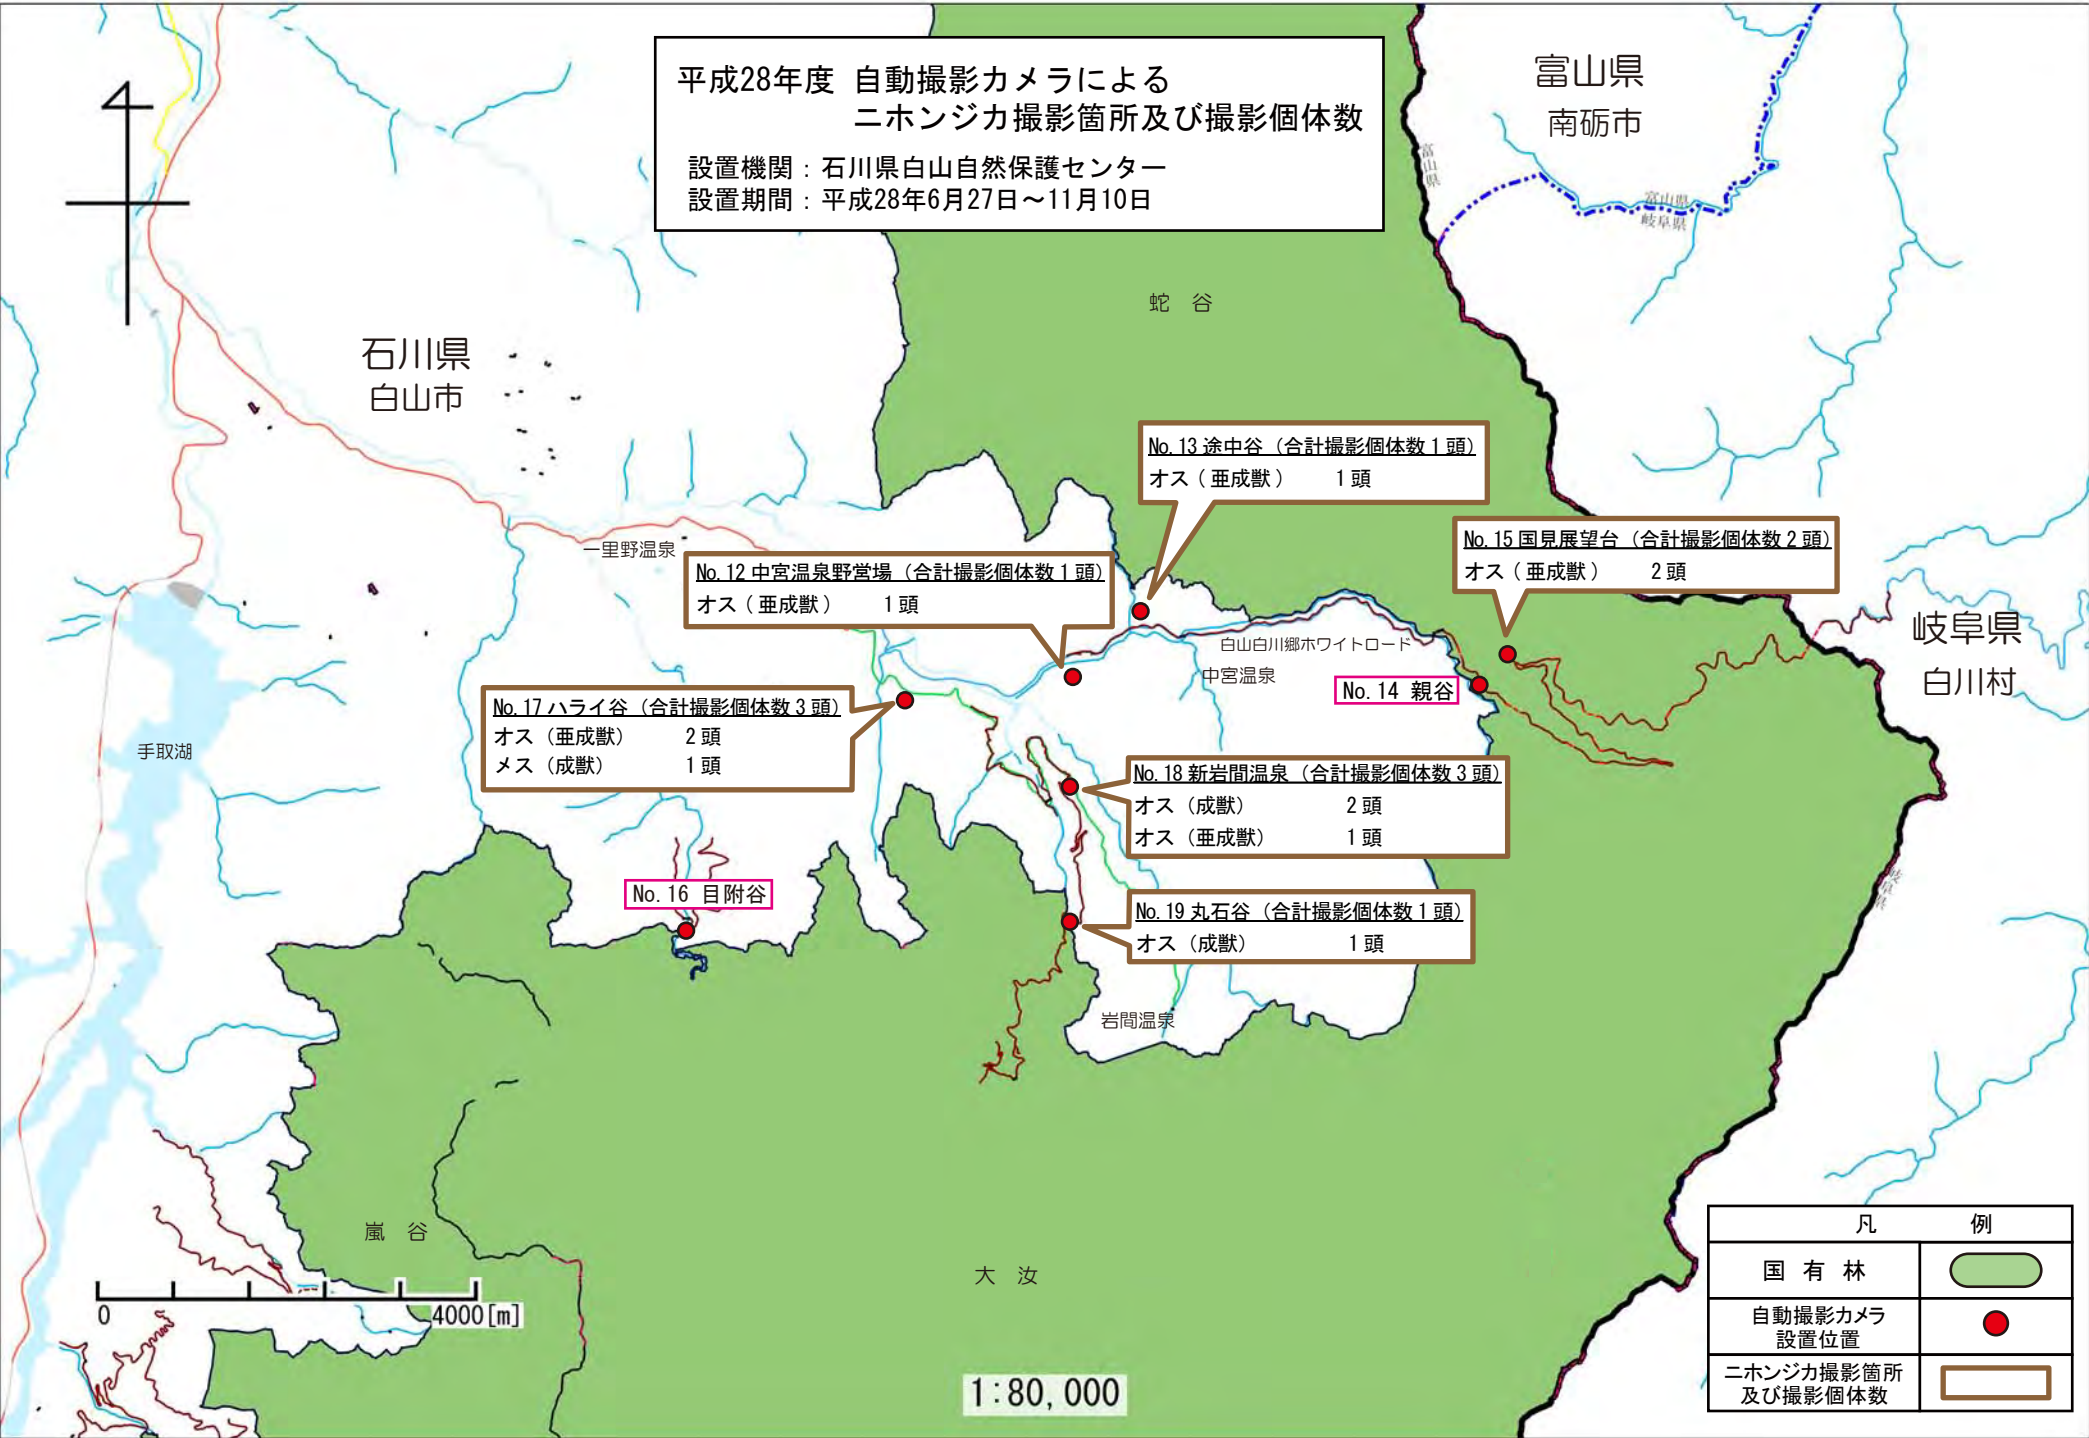 平成28年度 自動撮影カメラによる
ニホンジカ撮影箇所及び撮影個体数
設置機関：石川県白山自然保護センター
設置期間：平成28年6月27日～11月10日
富山県
南砺市
富山県
富山県
岐阜県
蛇 谷
石川県
白山市
No.13 途中谷（合計撮影個体数1頭）
オス（亜成獣） 1頭
No.15 国見展望台（合計撮影個体数2頭）
オス（亜成獣） 2頭
一里野温泉
No.12 中宮温泉野営場（合計撮影個体数1頭）
オス（亜成獣） 1頭
白山白川郷ホワイトロード
中宮温泉
岐阜県
白川村
No.14 親谷
No.17 ハライ谷（合計撮影個体数3頭）
オス（亜成獣） 2頭
メス（成獣） 1頭
手取湖
No.18 新岩間温泉（合計撮影個体数3頭）
オス（成獣） 2頭
オス（亜成獣） 1頭
No.16 目附谷
岐阜県
No.19 丸石谷（合計撮影個体数1頭）
オス（成獣） 1頭
岩間温泉
嵐 谷
大 汝
0 4000[m]
1:80,000
凡 例
国 有 林
自動撮影カメラ
設置位置
ニホンジカ撮影箇所
及び撮影個体数